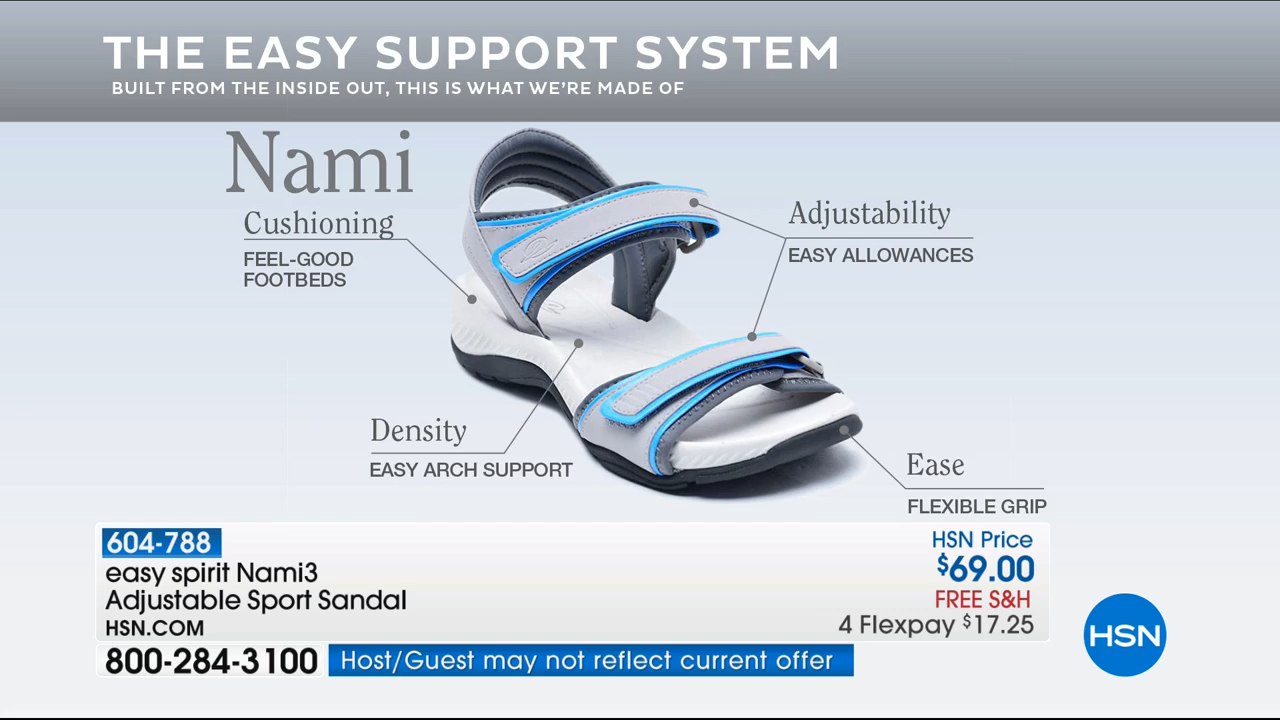 THE EASY SUPPORT SYSTEM
BUILT FROM THE INSIDE OUT, THIS IS WHAT WE'RE MADE OF
Nami
Cushioning
FEEL-GOOD
FOOTBEDS
Adjustability
EASY ALLOWANCES
Density
EASY ARCH SUPPORT
Ease
FLEXIBLE GRIP
604-788
easy spirit Nami3
Adjustable Sport Sandal
HSN.COM
HSN Price
$69.00
FREE S&H
4 Flexpay $17.25
800-284-3100
Host/Guest may not reflect current offer
HSN